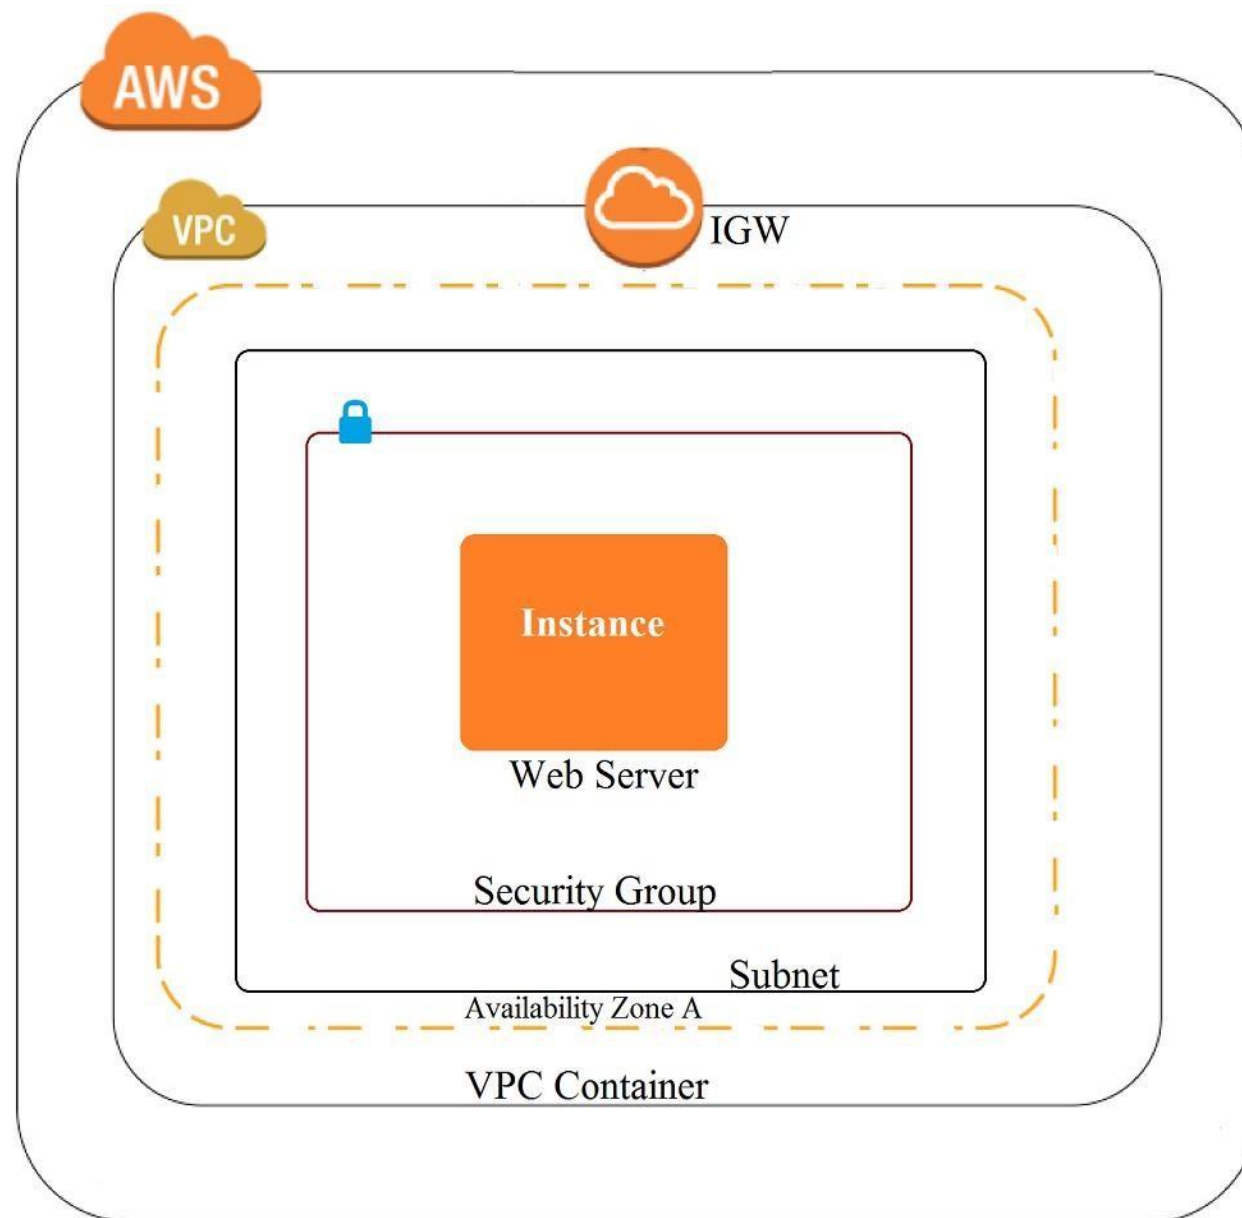 AWS
VPC
IGW
Instance
Web Server
Security Group
Subnet
Availability Zone A
VPC Container